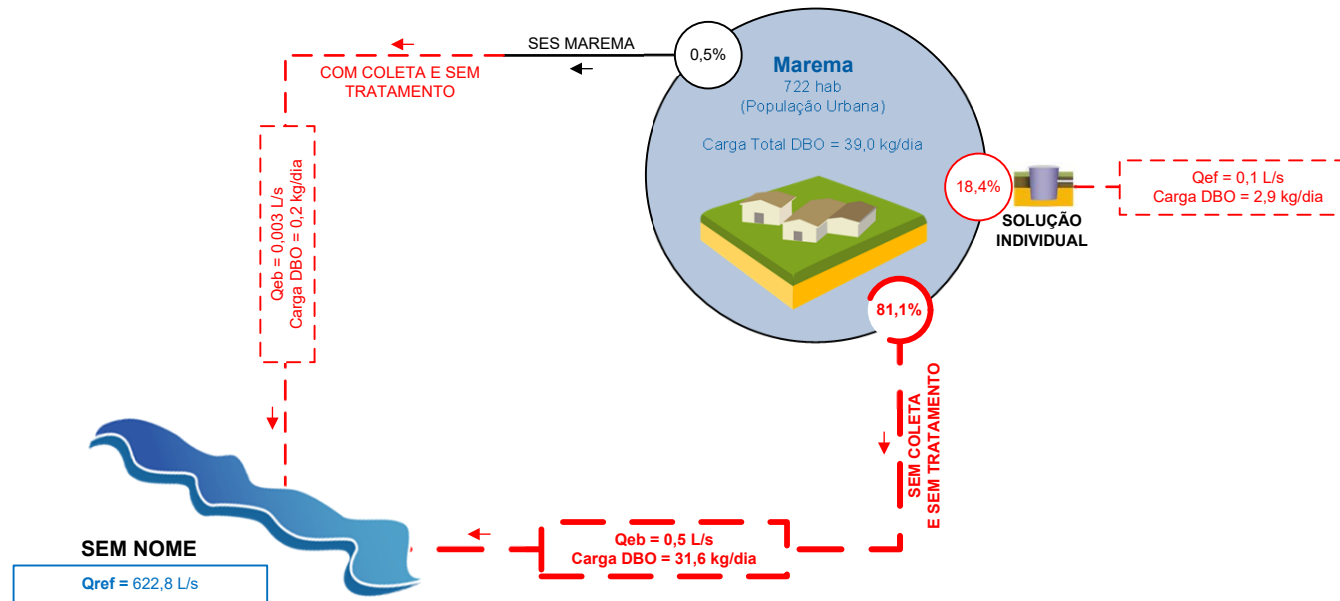 SES MAREMA
0,5%
COM COLETA E SEM
TRATAMENTO
Marema
722 hab
(População Urbana)
Carga Total DBO = 39,0 kg/dia
18,4%
SOLUÇÃO
INDIVIDUAL
Qef = 0,1 L/s
Carga DBO = 2,9 kg/dia
Qeb = 0,003 L/s
Carga DBO = 0,2 kg/dia
81,1%
SEM COLETA
E SEM TRATAMENTO
Qeb = 0,5 L/s
Carga DBO = 31,6 kg/dia
SEM NOME
Qref = 622,8 L/s